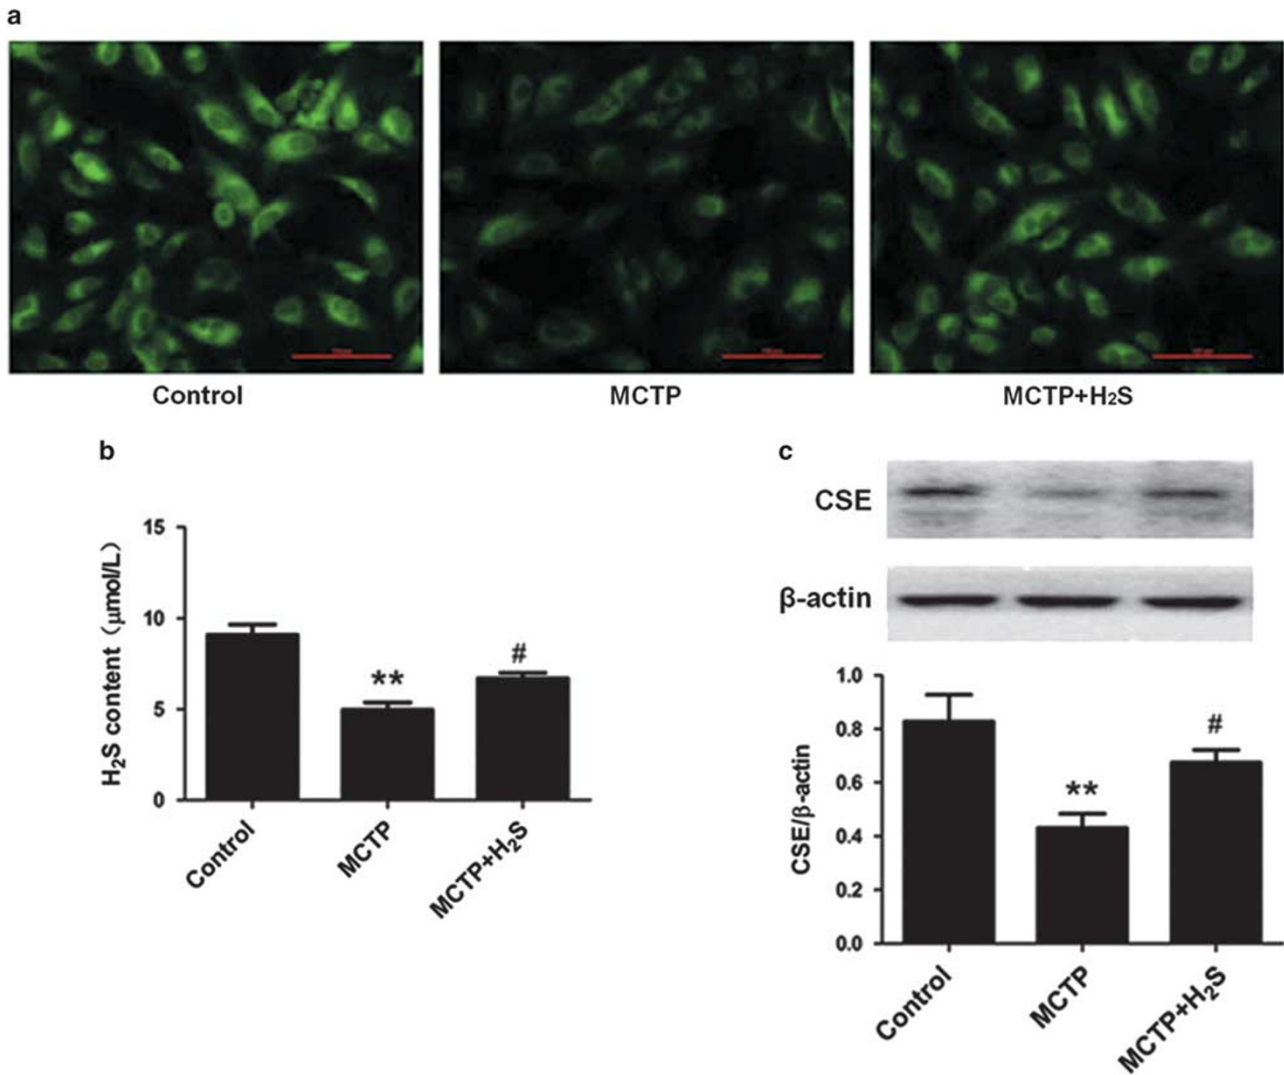 a
Control
MCTP
MCTP+H2S
b
15
10
5
0
H2S content (μmol/L)
**
#
Control
MCTP
MCTP+H2S
c
CSE
β-actin
1.0
0.8
0.6
0.4
0.2
0.0
CSE/β-actin
**
#
Control
MCTP
MCTP+H2S